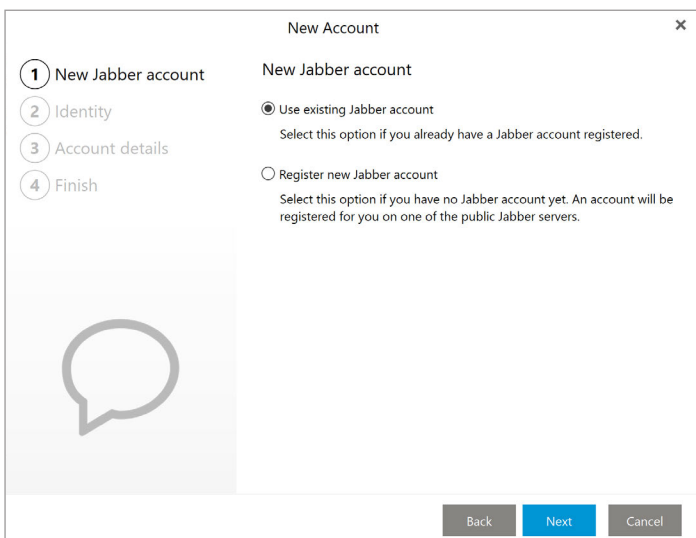 New Account
1 New Jabber account
2 Identity
3 Account details
4 Finish
New Jabber account
Use existing Jabber account
Select this option if you already have a Jabber account registered.
Register new Jabber account
Select this option if you have no Jabber account yet. An account will be
registered for you on one of the public Jabber servers.
Back Next Cancel